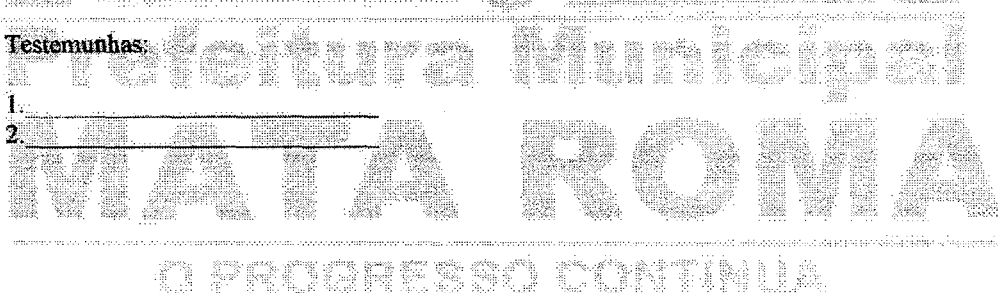 Testemunhas:
Prefeitura Municipal
1.
2.
MATA ROMA
O PROGRESSO CONTINUA